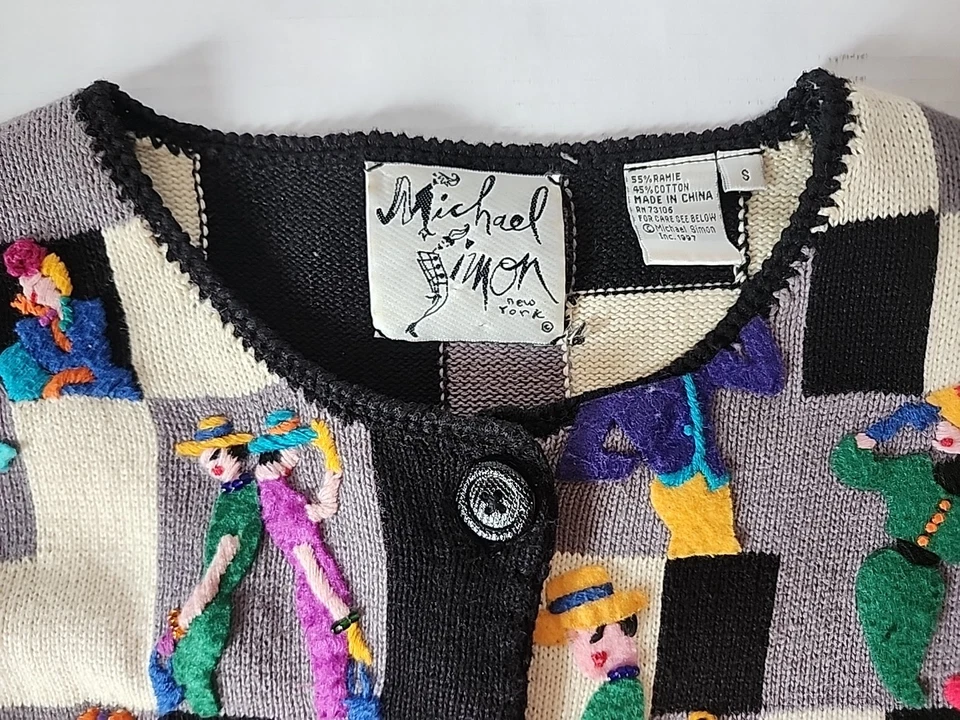 Michael
Simon
new
YORK
©
S
55% RAMIE
45% COTTON
MADE IN CHINA
RN 73106
FOR CARE SEE BELOW
© Michael Simon
Inc. 1997